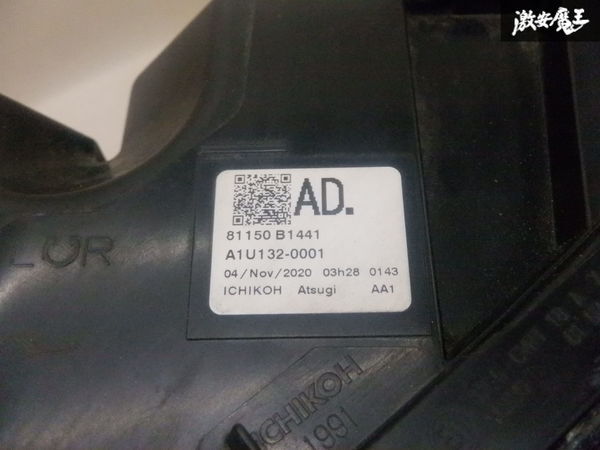 激安魔王
AD.
81150 B1441
A1U132-0001
04/Nov/2020 03h28 0143
ICHIKOH Atsugi AA1
ICHIKOH
1991